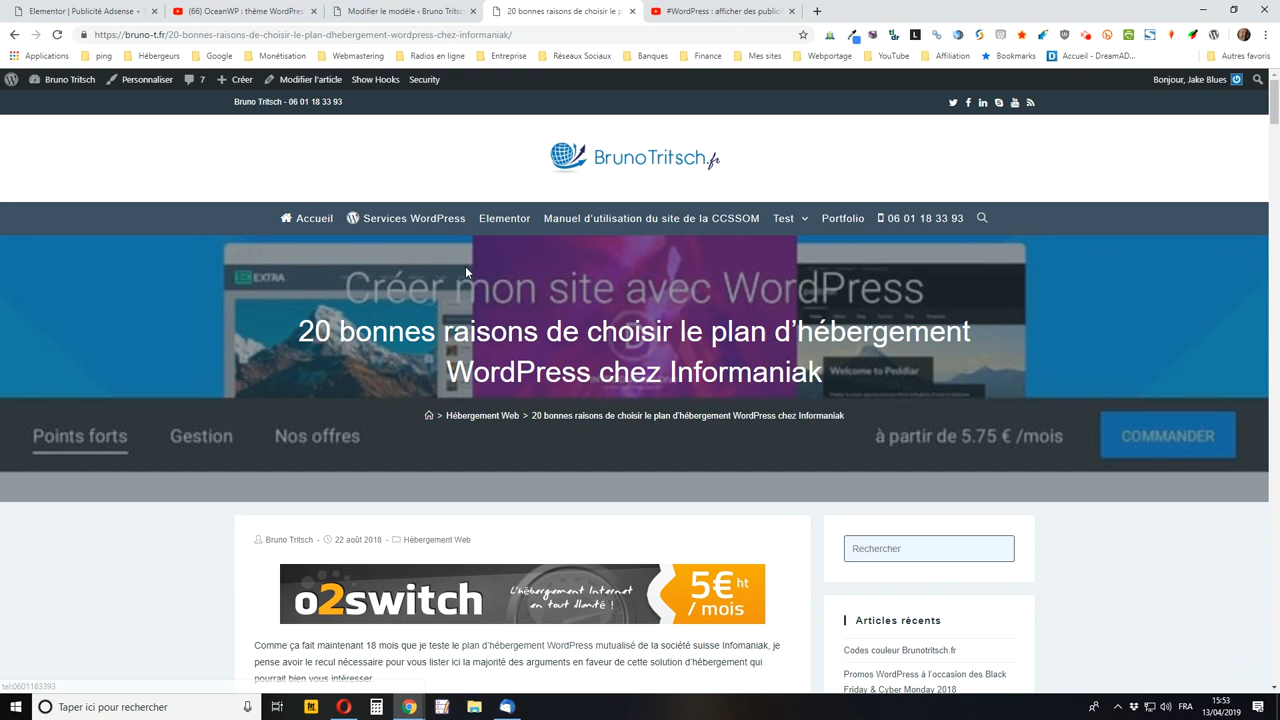 Elementor | Publicité Adsense + L
(66) OceanWP : thème WordPres
Modifier le modèle ‹ Bruno Tritsc
20 bonnes raisons de choisir le p
#WordPress : afficher des publici
https://bruno-t.fr/20-bonnes-raisons-de-choisir-le-plan-dhebergement-wordpress-chez-informaniak/
Applications ping Hébergeurs Google Monétisation Webmastering Radios en ligne Entreprise Réseaux Sociaux Banques Finance Mes sites Webportage YouTube Affiliation Bookmarks Accueil - DreamAD... Autres favoris
Bruno Tritsch Personnaliser 7 Créer Modifier l'article Show Hooks Security Bonjour, Jake Blues
Bruno Tritsch - 06 01 18 33 93
BrunoTritsch.fr
Accueil Services WordPress Elementor Manuel d'utilisation du site de la CCSSOM Test Portfolio 06 01 18 33 93
EXTRA
Créer mon site avec WordPress
20 bonnes raisons de choisir le plan d'hébergement
WordPress chez Informaniak
Welcome to Peddlar
> Hébergement Web > 20 bonnes raisons de choisir le plan d'hébergement WordPress chez Informaniak
Points forts Gestion Nos offres à partir de 5.75 € /mois COMMANDER
Bruno Tritsch - 22 août 2018 - Hébergement Web
o2switch L'hébergement Internet en tout illimité ! 5€ ht / mois
Comme ça fait maintenant 18 mois que je teste le plan d'hébergement WordPress mutualisé de la société suisse Infomaniak, je
pense avoir le recul nécessaire pour vous lister ici la majorité des arguments en faveur de cette solution d'hébergement qui
pourrait bien vous intéresser.
Rechercher
Articles récents
Codes couleur Brunotritsch.fr
Promos WordPress à l'occasion des Black
Friday & Cyber Monday 2018
tel:0601183393
Taper ici pour rechercher
FRA
15:53
13/04/2019